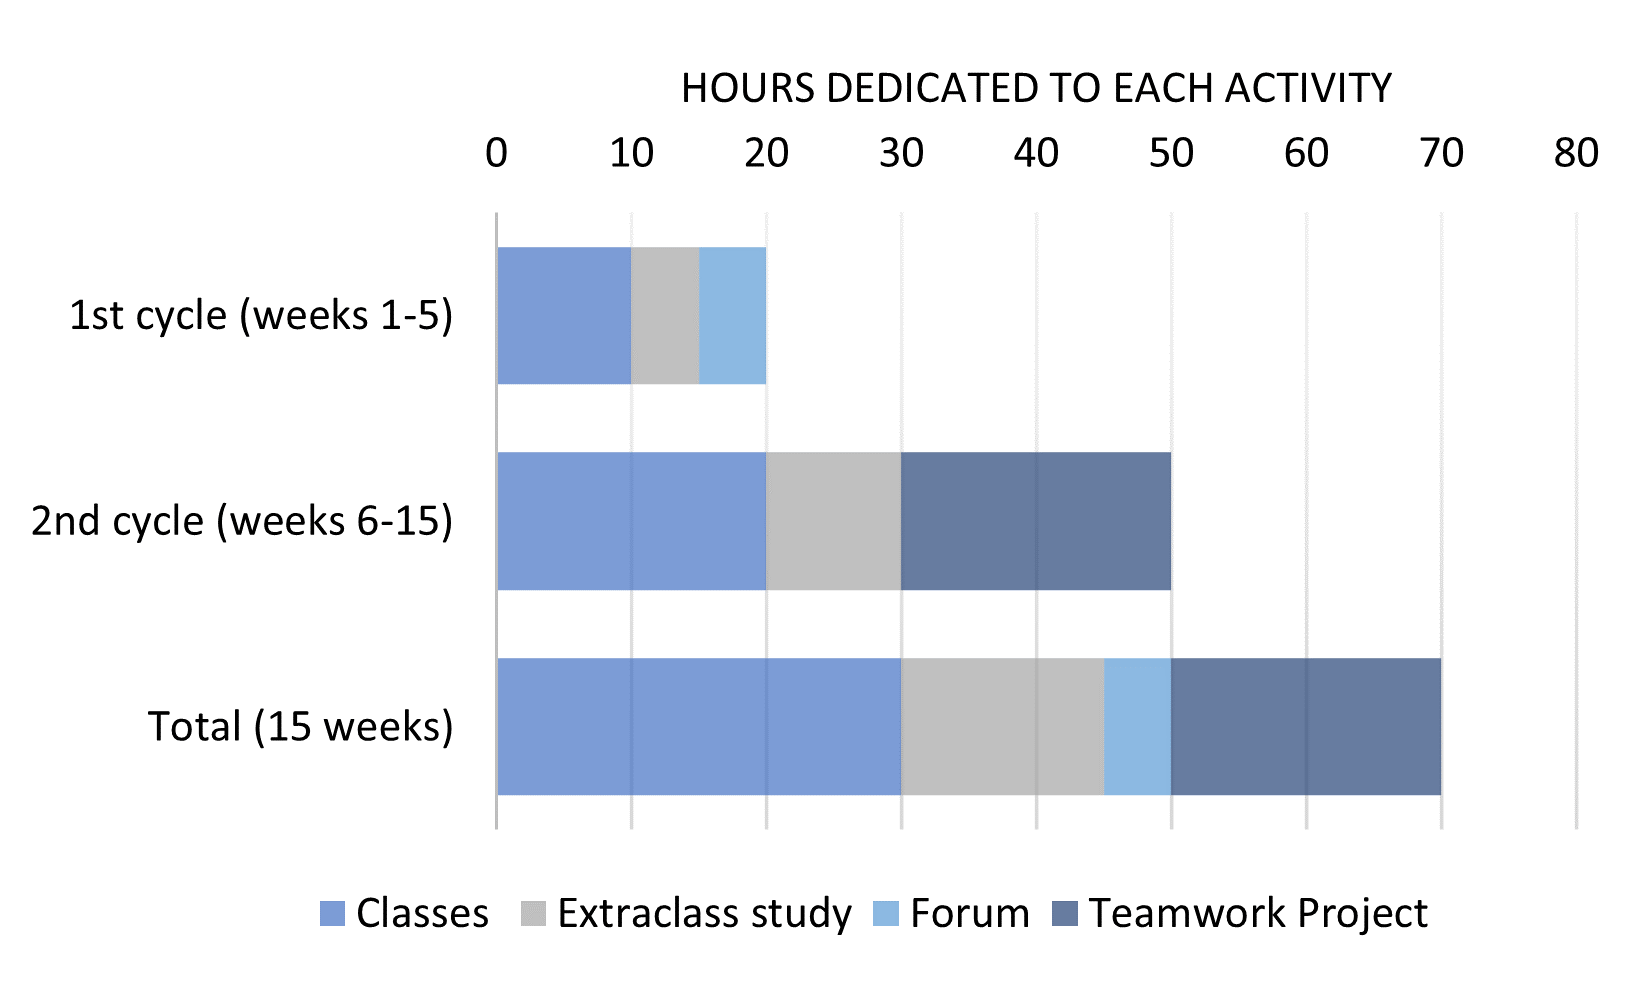 HOURS DEDICATED TO EACH ACTIVITY
0 10 20 30 40 50 60 70 80
1st cycle (weeks 1-5)
2nd cycle (weeks 6-15)
Total (15 weeks)
Classes Extraclass study Forum Teamwork Project